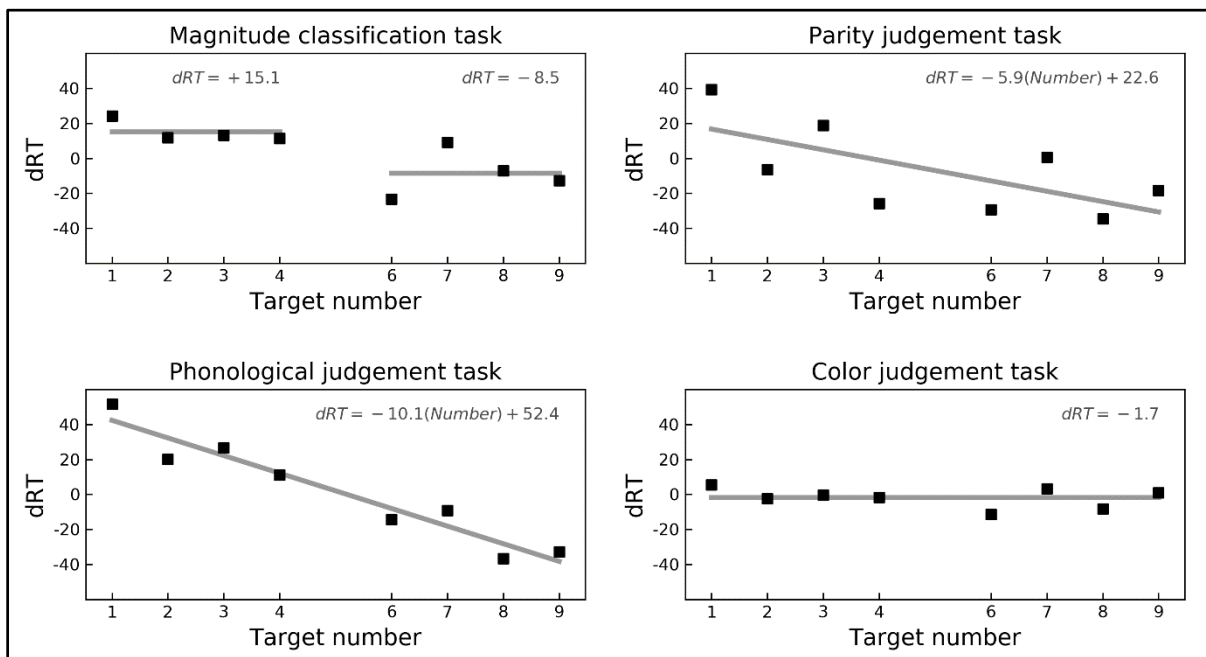 Magnitude classification task
dRT = + 15.1
dRT = − 8.5
40
20
0
-20
-40
dRT
1 2 3 4 6 7 8 9
Target number
Parity judgement task
dRT = − 5.9(Number) + 22.6
40
20
0
-20
-40
dRT
1 2 3 4 6 7 8 9
Target number
Phonological judgement task
dRT = − 10.1(Number) + 52.4
40
20
0
-20
-40
dRT
1 2 3 4 6 7 8 9
Target number
Color judgement task
dRT = − 1.7
40
20
0
-20
-40
dRT
1 2 3 4 6 7 8 9
Target number